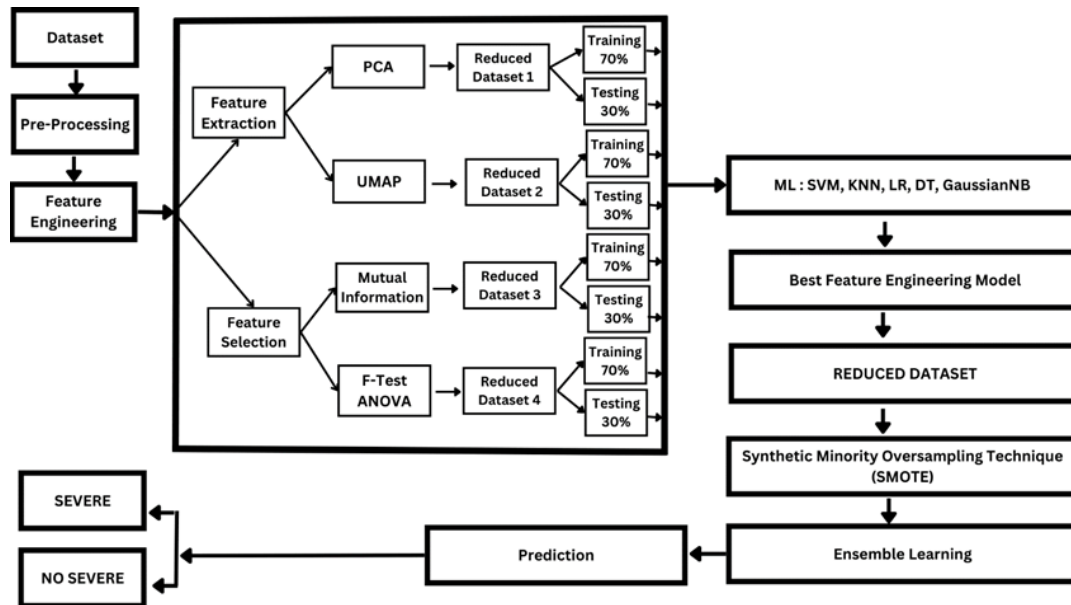 Dataset
Pre-Processing
Feature
Engineering
Feature
Extraction
PCA
Reduced
Dataset 1
Training
70%
Testing
30%
UMAP
Reduced
Dataset 2
Training
70%
Testing
30%
Feature
Selection
Mutual
Information
Reduced
Dataset 3
Training
70%
Testing
30%
F-Test
ANOVA
Reduced
Dataset 4
Training
70%
Testing
30%
ML : SVM, KNN, LR, DT, GaussianNB
Best Feature Engineering Model
REDUCED DATASET
Synthetic Minority Oversampling Technique
(SMOTE)
Ensemble Learning
Prediction
SEVERE
NO SEVERE